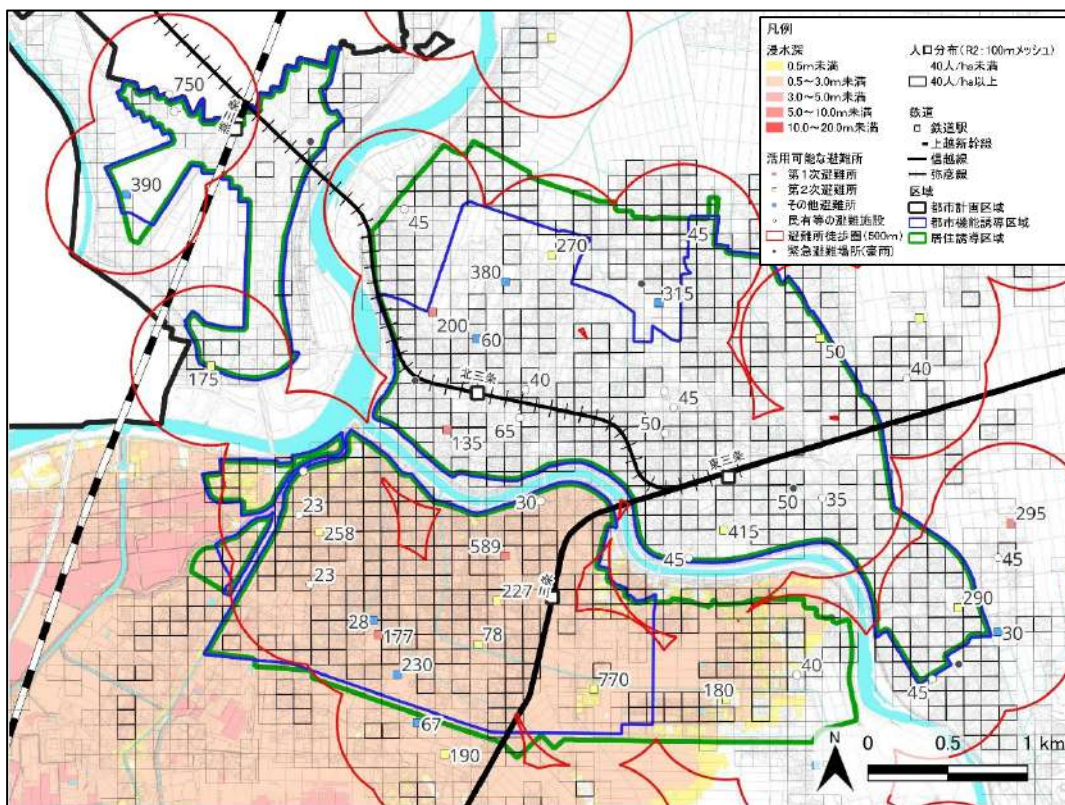 凡例
浸水深
0.5m未満
0.5~3.0m未満
3.0~5.0m未満
5.0~10.0m未満
10.0~20.0m未満
活用可能な避難所
第1次避難所
第2次避難所
その他避難所
民有等の避難施設
避難所徒歩圏(500m)
緊急避難場所(豪雨)
人口分布(R2:100mメッシュ)
40人/ha未満
40人/ha以上
鉄道
鉄道駅
上越新幹線
信越線
弥彦線
区域
都市計画区域
都市機能誘導区域
居住誘導区域
750
燕三条
390
45
45
270
380
315
200
60
50
175
北三条
40
40
45
135
65
50
東三条
23
30
50
35
295
258
415
589
45
45
23
227
三条
290
28
78
30
177
230
40
770
180
45
67
190
N
0
0.5
1 km